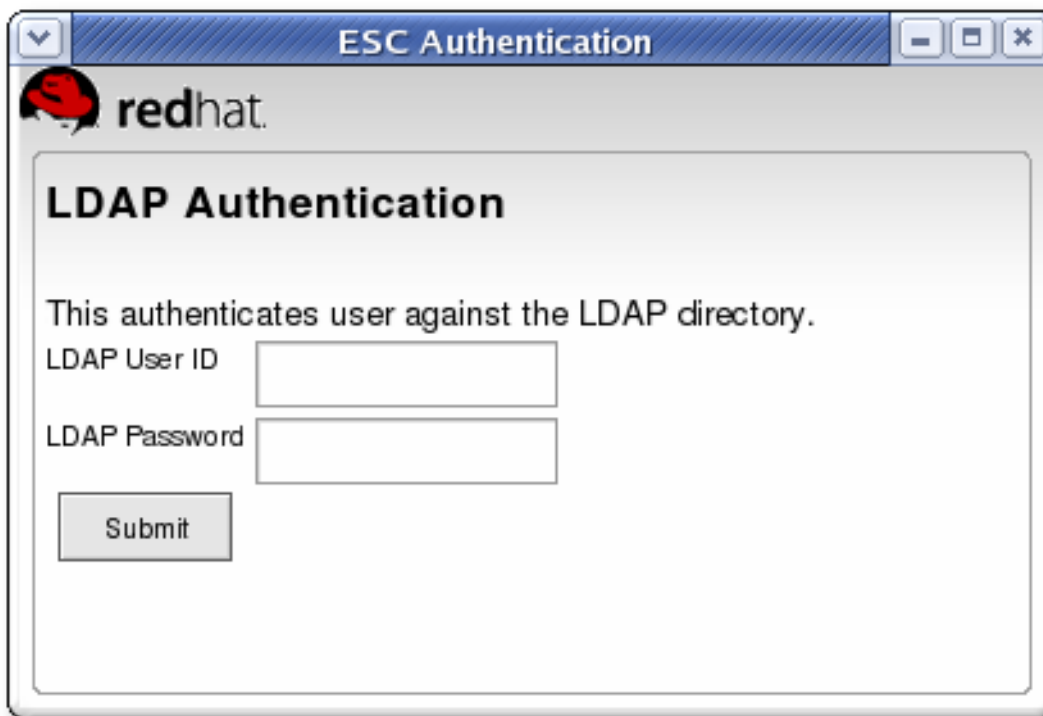 ESC Authentication
redhat.
LDAP Authentication
This authenticates user against the LDAP directory.
LDAP User ID
LDAP Password
Submit